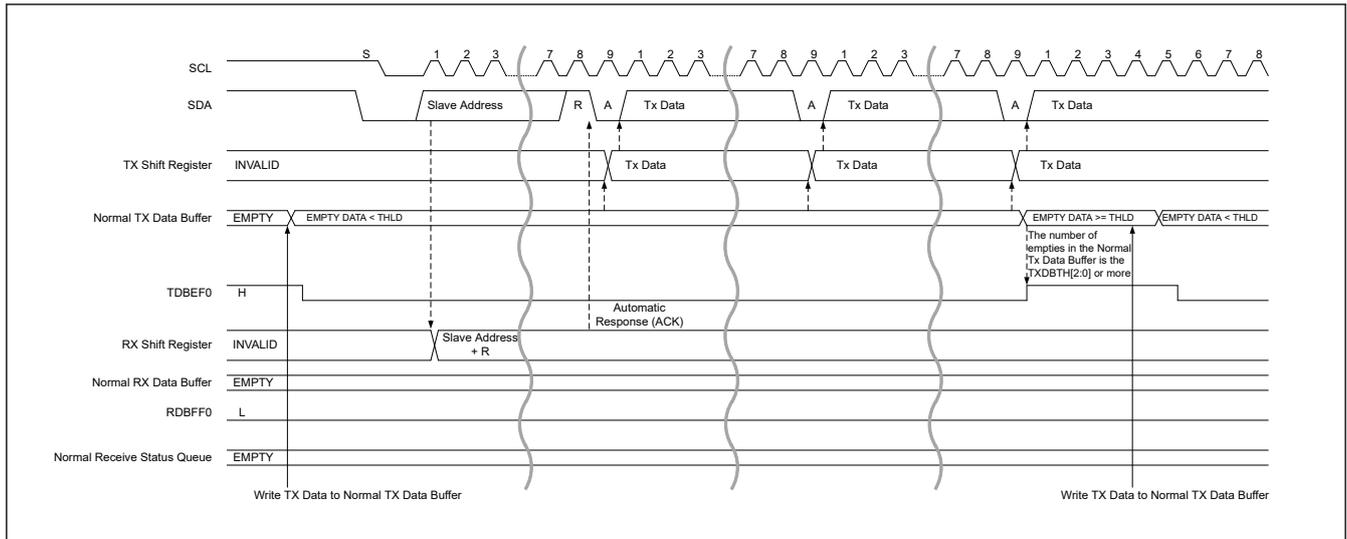 S 1 2 3 7 8 9 1 2 3 7 8 9 1 2 3 7 8 9 1 2 3 4 5 6 7 8
SCL
SDA Slave Address R A Tx Data A Tx Data A Tx Data
TX Shift Register INVALID Tx Data Tx Data Tx Data
Normal TX Data Buffer EMPTY EMPTY DATA < THLD EMPTY DATA >= THLD EMPTY DATA < THLD
The number of
empties in the Normal
Tx Data Buffer is the
TXDBTH[2:0] or more
TDBEF0 H
Automatic
Response (ACK)
RX Shift Register INVALID Slave Address
+ R
Normal RX Data Buffer EMPTY
RDBFF0 L
Normal Receive Status Queue EMPTY
Write TX Data to Normal TX Data Buffer Write TX Data to Normal TX Data Buffer